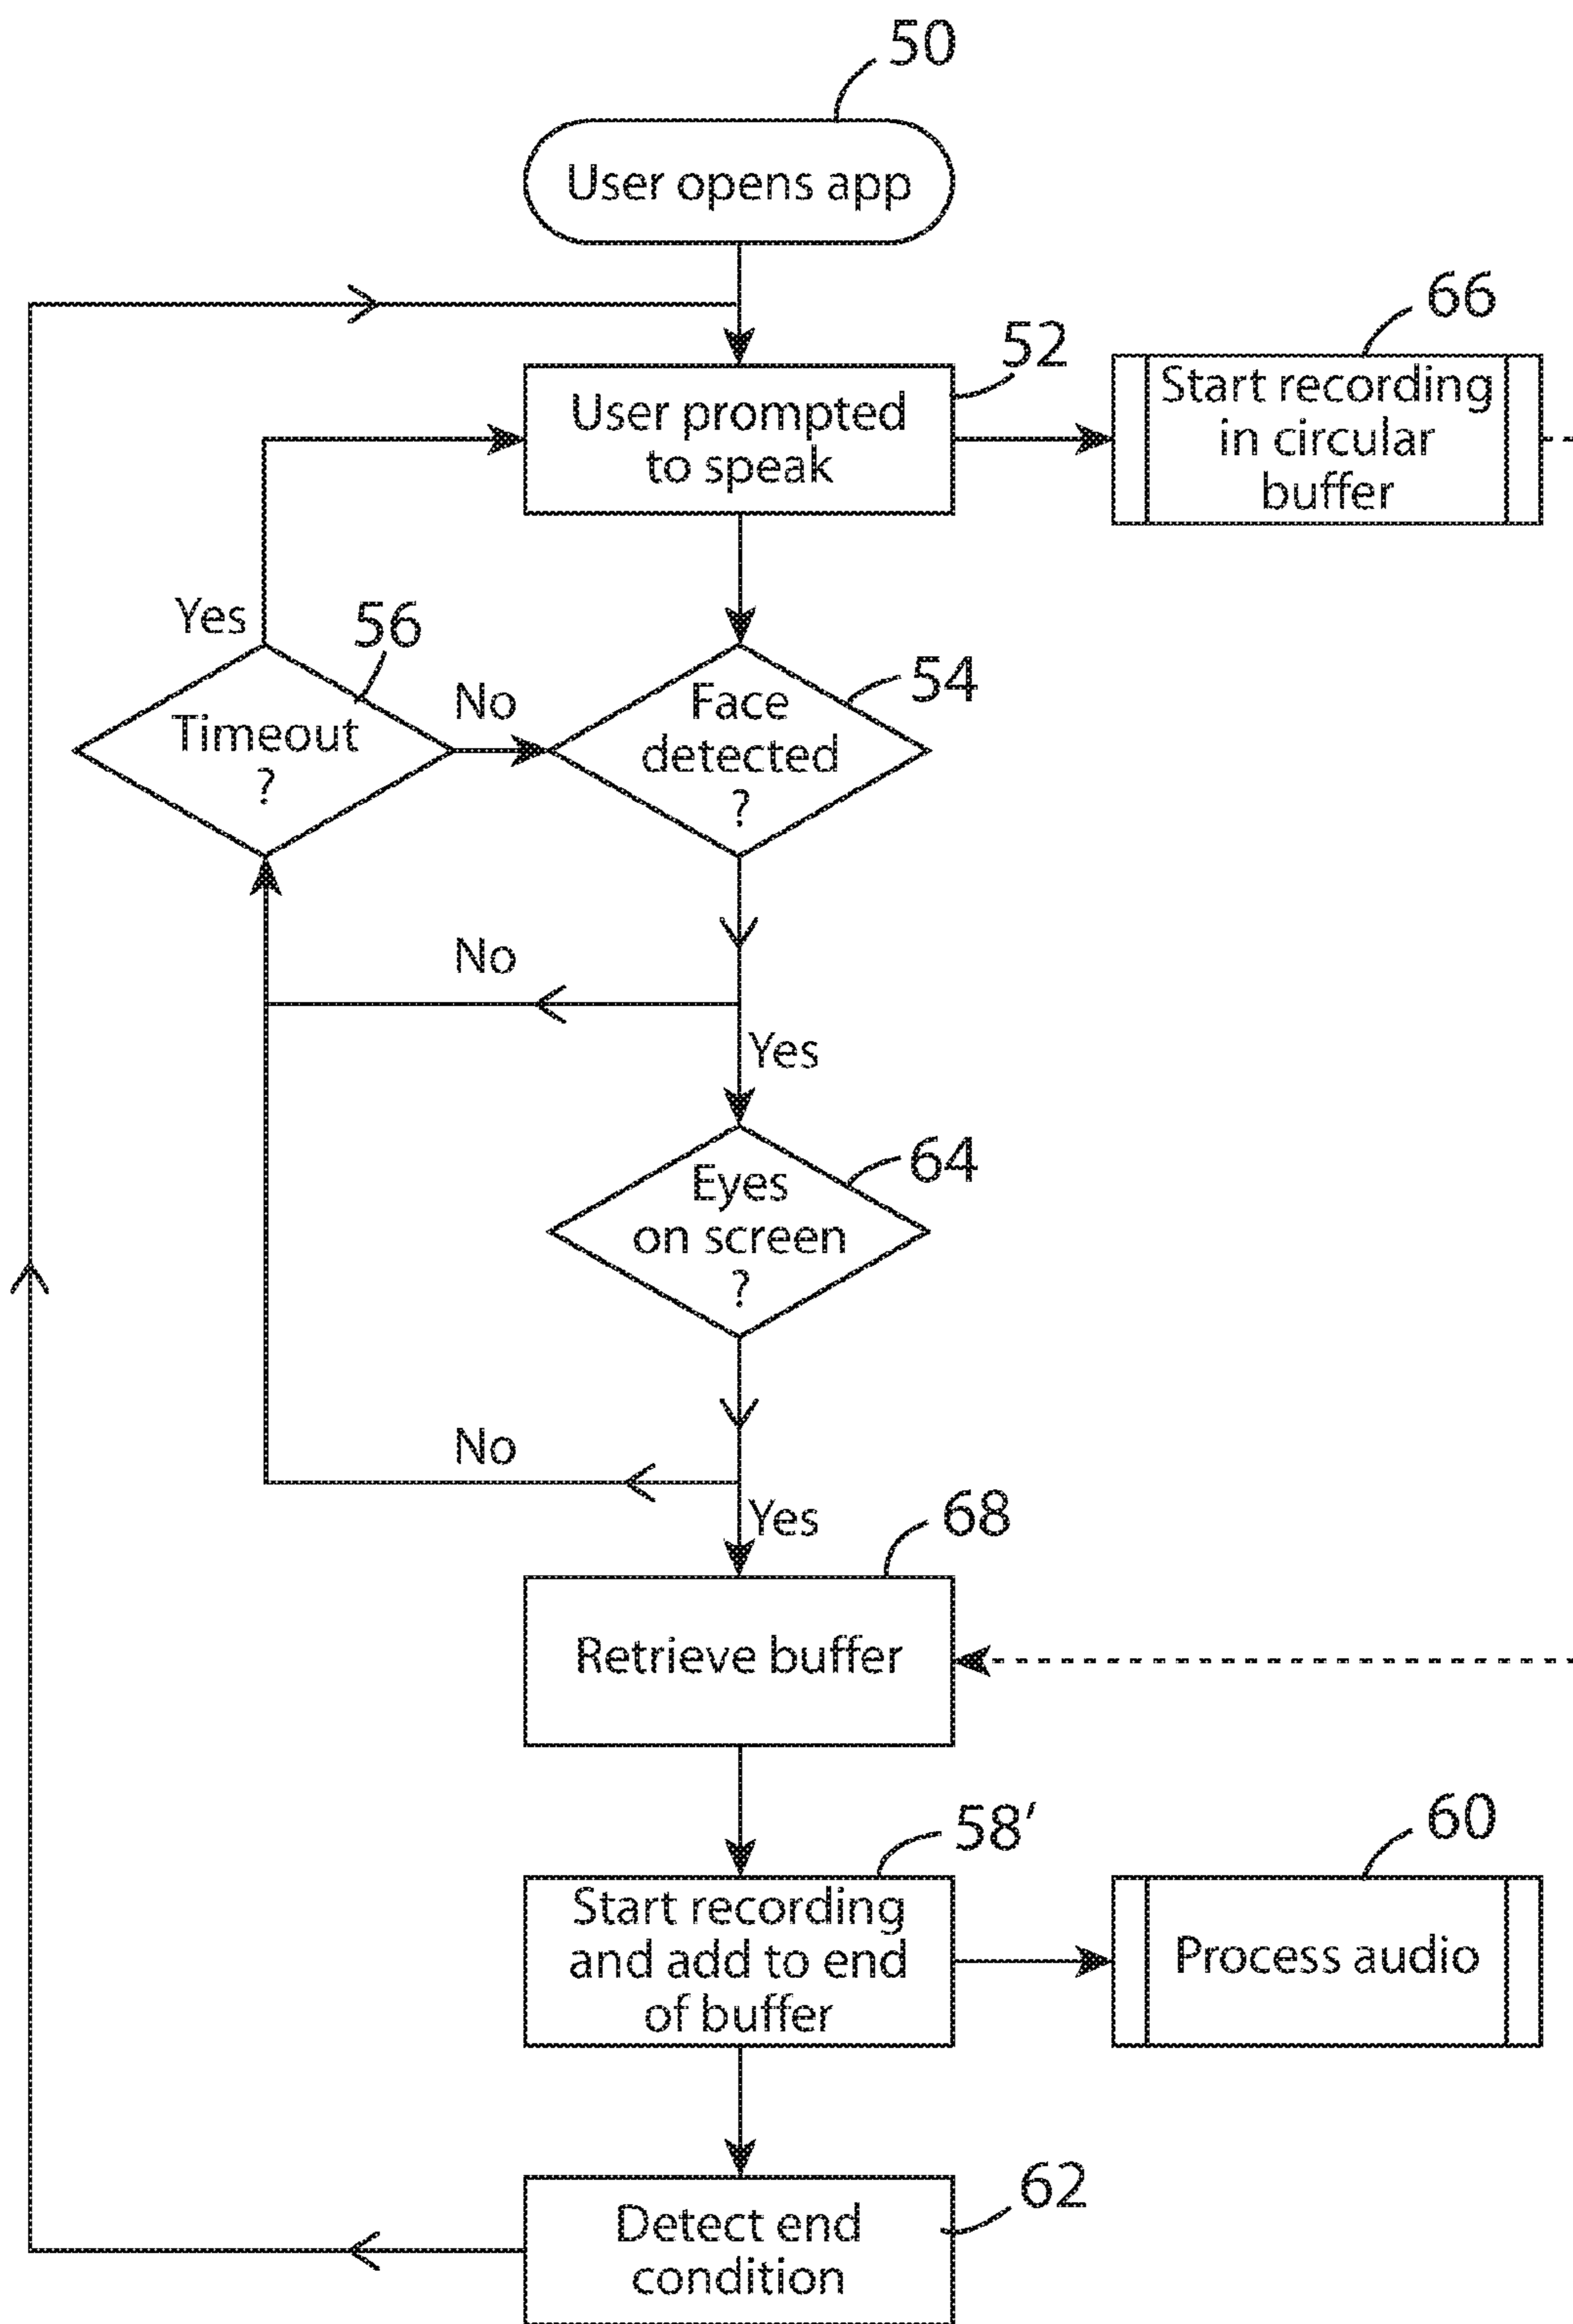 50
User opens app
66
52
User prompted
to speak
Start recording
in circular
buffer
Yes
56
No
54
Timeout
?
Face
detected
?
No
Yes
64
Eyes
on screen
?
No
Yes
68
Retrieve buffer
58′
60
Start recording
and add to end
of buffer
Process audio
62
Detect end
condition